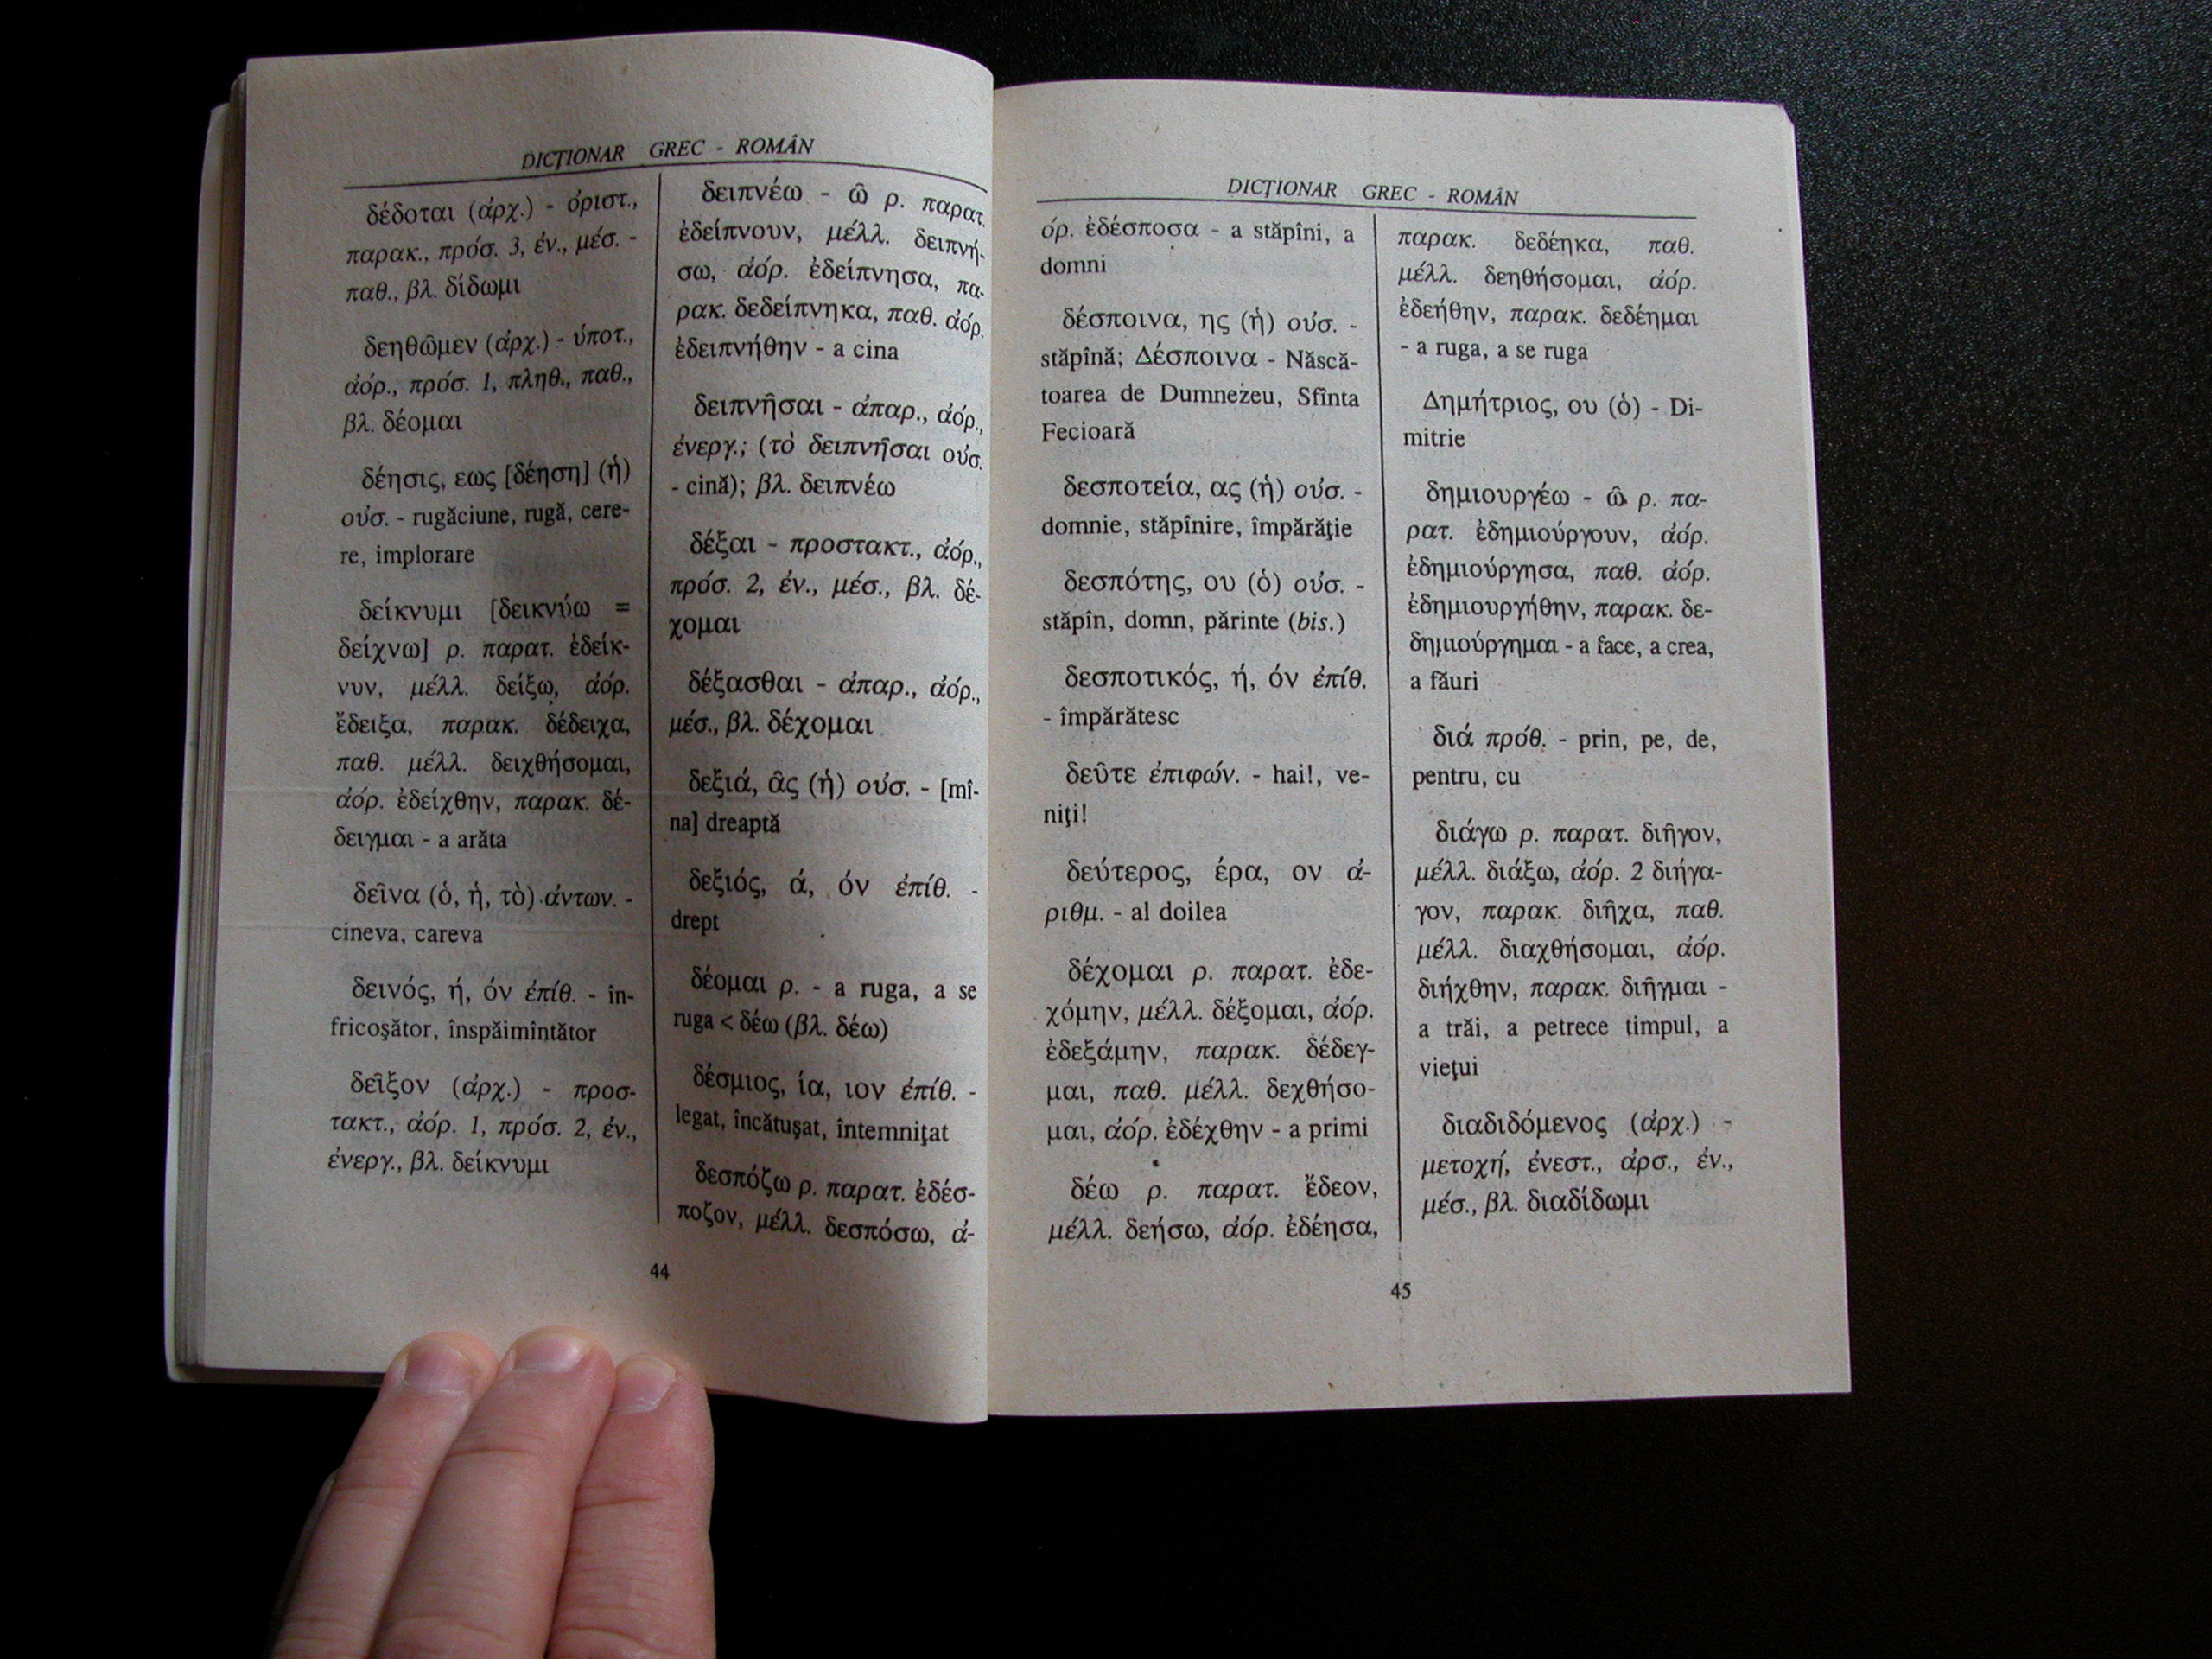 DICŢIONAR GREC - ROMÂN
δέδοται (ἀρχ.) - ὁριστ.,
παρακ., πρόσ. 3, ἑν., μέσ. -
παθ., βλ. δίδωμι
δεηθῶμεν (ἀρχ.) - ὑποτ.,
ἀόρ., πρόσ. 1, πληθ., παθ.,
βλ. δέομαι
δέησις, εως [δέηση] (ἡ)
οὐσ. - rugăciune, rugă, cere-
re, implorare
δείκνυμι [δεικνύω =
δείχνω] ρ. παρατ. ἐδείκ-
νυν, μέλλ. δείξω, ἀόρ.
ἔδειξα, παρακ. δέδειχα,
παθ. μέλλ. δειχθήσομαι,
ἀόρ. ἐδείχθην, παρακ. δέ-
δειγμαι - a arăta
δεῖνα (ὁ, ἡ, τὸ) ἀντων. -
cineva, careva
δεινός, ή, όν ἐπίθ. - în-
fricoşător, înspăimîntător
δεῖξον (ἀρχ.) - προσ-
τακτ., ἀόρ. 1, πρόσ. 2, ἑν.,
ἐνεργ., βλ. δείκνυμι
δειπνέω - ῶ ρ. παρατ.
ἐδείπνουν, μέλλ. δειπνή-
σω, ἀόρ. ἐδείπνησα, πα-
ρακ. δεδείπνηκα, παθ. ἀόρ.
ἐδειπνήθην - a cina
δειπνῆσαι - ἀπαρ., ἀόρ.,
ἐνεργ.; (τὸ δειπνῆσαι οὐσ.
- cină); βλ. δειπνέω
δέξαι - προστακτ., ἀόρ.,
πρόσ. 2, ἑν., μέσ., βλ. δέ-
χομαι
δέξασθαι - ἀπαρ., ἀόρ.,
μέσ., βλ. δέχομαι
δεξιά, ᾶς (ἡ) οὐσ. - [mî-
na] dreaptă
δεξιός, ά, όν ἐπίθ. -
drept
δέομαι ρ. - a ruga, a se
ruga < δέω (βλ. δέω)
δέσμιος, ία, ιον ἐπίθ. -
legat, încătuşat, întemniţat
δεσπόζω ρ. παρατ. ἐδέσ-
ποζον, μέλλ. δεσπόσω, ἀ-
44
DICŢIONAR GREC - ROMÂN
όρ. ἐδέσποσα - a stăpîni, a
domni
δέσποινα, ης (ἡ) οὐσ. -
stăpînă; Δέσποινα - Născă-
toarea de Dumnezeu, Sfînta
Fecioară
δεσποτεία, ας (ἡ) οὐσ. -
domnie, stăpînire, împărăţie
δεσπότης, ου (ὁ) οὐσ. -
stăpîn, domn, părinte (bis.)
δεσποτικός, ή, όν ἐπίθ.
- împărătesc
δεῦτε ἐπιφών. - hai!, ve-
niţi!
δεύτερος, έρα, ον ἀ-
ριθμ. - al doilea
δέχομαι ρ. παρατ. ἐδε-
χόμην, μέλλ. δέξομαι, ἀόρ.
ἐδεξάμην, παρακ. δέδεγ-
μαι, παθ. μέλλ. δεχθήσο-
μαι, ἀόρ. ἐδέχθην - a primi
δέω ρ. παρατ. ἔδεον,
μέλλ. δεήσω, ἀόρ. ἐδέησα,
παρακ. δεδέηκα, παθ.
μέλλ. δεηθήσομαι, ἀόρ.
ἐδεήθην, παρακ. δεδέημαι
- a ruga, a se ruga
Δημήτριος, ου (ὁ) - Di-
mitrie
δημιουργέω - ῶ ρ. πα-
ρατ. ἐδημιούργουν, ἀόρ.
ἐδημιούργησα, παθ. ἀόρ.
ἐδημιουργήθην, παρακ. δε-
δημιούργημαι - a face, a crea,
a făuri
διά πρόθ. - prin, pe, de,
pentru, cu
διάγω ρ. παρατ. διῆγον,
μέλλ. διάξω, ἀόρ. 2 διήγα-
γον, παρακ. διῆχα, παθ.
μέλλ. διαχθήσομαι, ἀόρ.
διήχθην, παρακ. διῆγμαι -
a trăi, a petrece timpul, a
vieţui
διαδιδόμενος (ἀρχ.) -
μετοχή, ἐνεστ., ἀρσ., ἑν.,
μέσ., βλ. διαδίδωμι
45